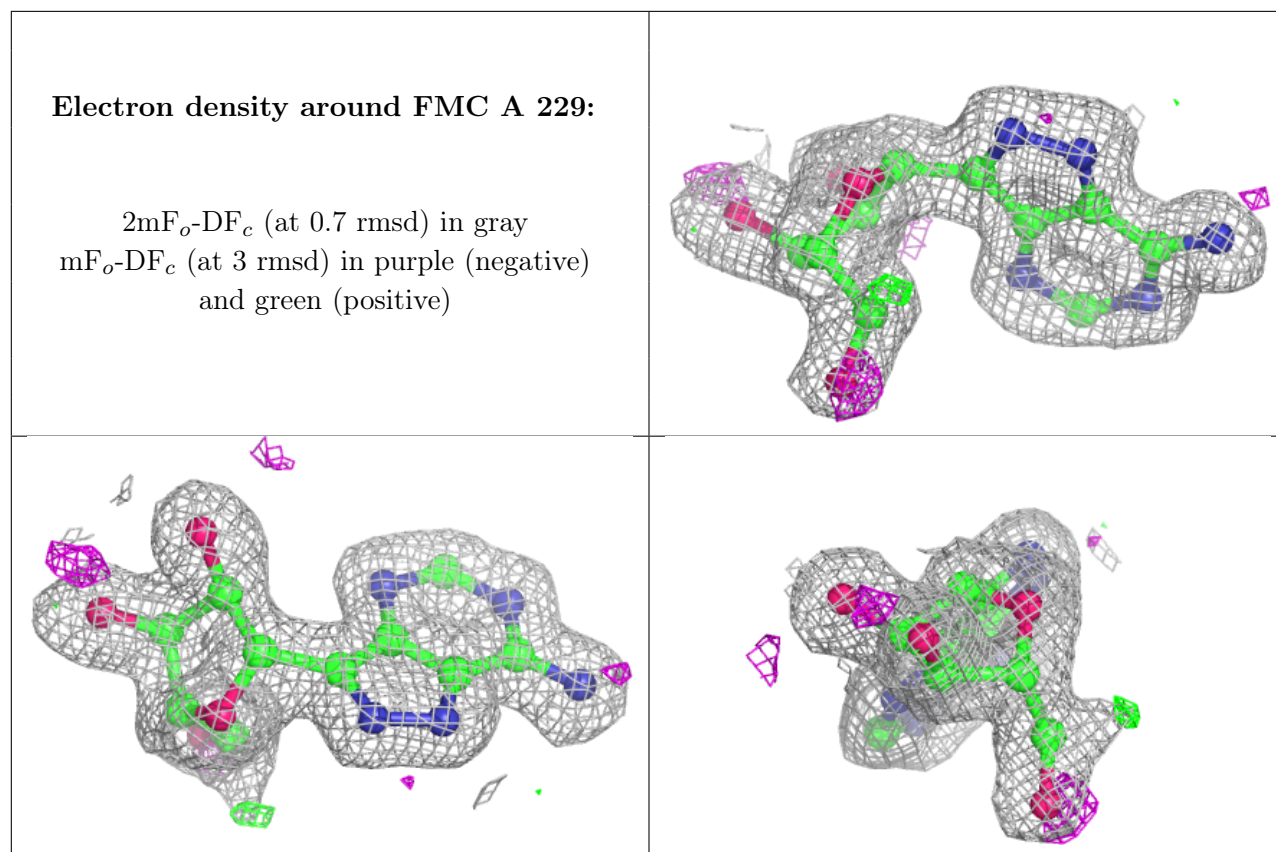 Electron density around FMC A 229:
2mFo-DFc (at 0.7 rmsd) in gray
mFo-DFc (at 3 rmsd) in purple (negative)
and green (positive)